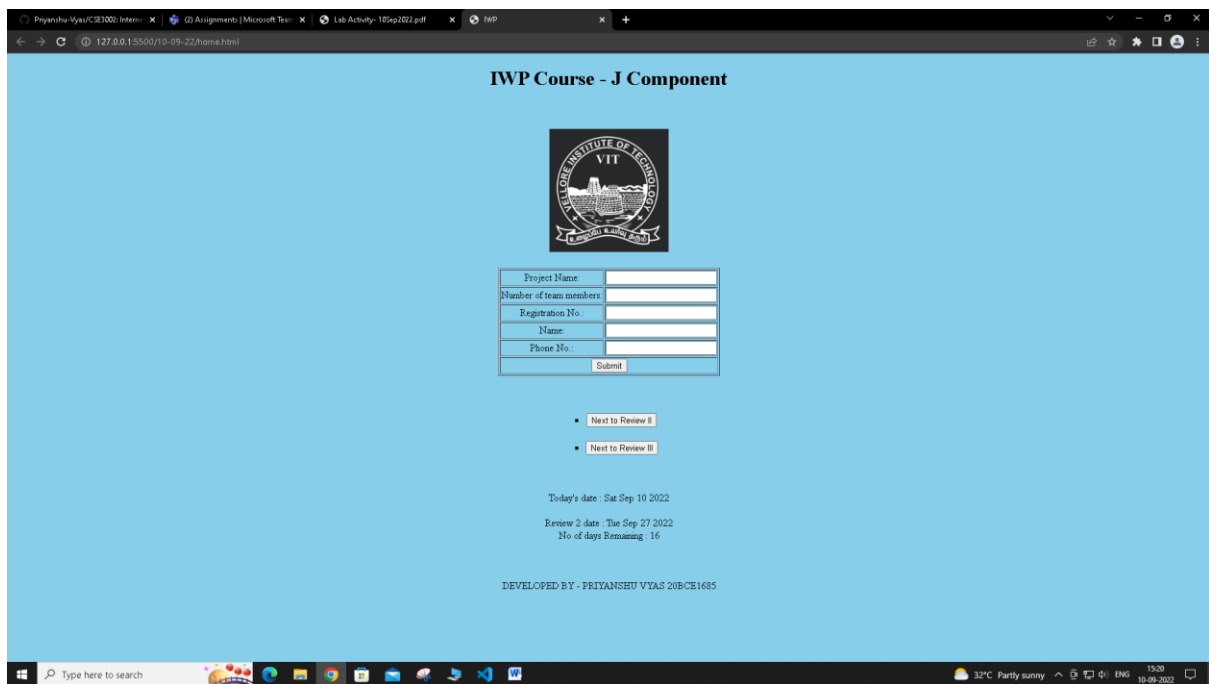 Priyanshu-Vyas/CSE3002: Interne
(2) Assignments | Microsoft Team
Lab Activity- 10Sep2022.pdf
IWP
127.0.0.1:5500/10-09-22/home.html
IWP Course - J Component
VELLORE INSTITUTE OF TECHNOLOGY
VIT
Project Name:
Number of team members:
Registration No.:
Name:
Phone No.:
Submit
Next to Review II
Next to Review III
Today's date : Sat Sep 10 2022
Review 2 date : Tue Sep 27 2022
No of days Remaining : 16
DEVELOPED BY - PRIYANSHU VYAS 20BCE1685
Type here to search
32°C Partly sunny
ENG
15:20
10-09-2022